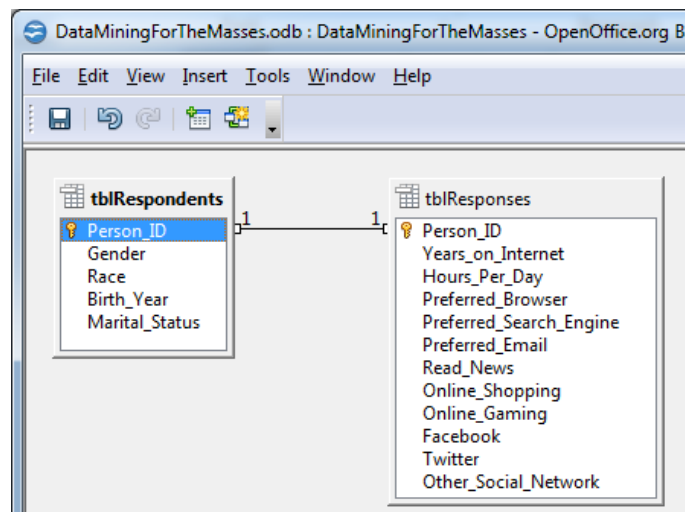 DataMiningForTheMasses.odb : DataMiningForTheMasses - OpenOffice.org B
File Edit View Insert Tools Window Help
tblRespondents
Person_ID
Gender
Race
Birth_Year
Marital_Status
1 1
tblResponses
Person_ID
Years_on_Internet
Hours_Per_Day
Preferred_Browser
Preferred_Search_Engine
Preferred_Email
Read_News
Online_Shopping
Online_Gaming
Facebook
Twitter
Other_Social_Network